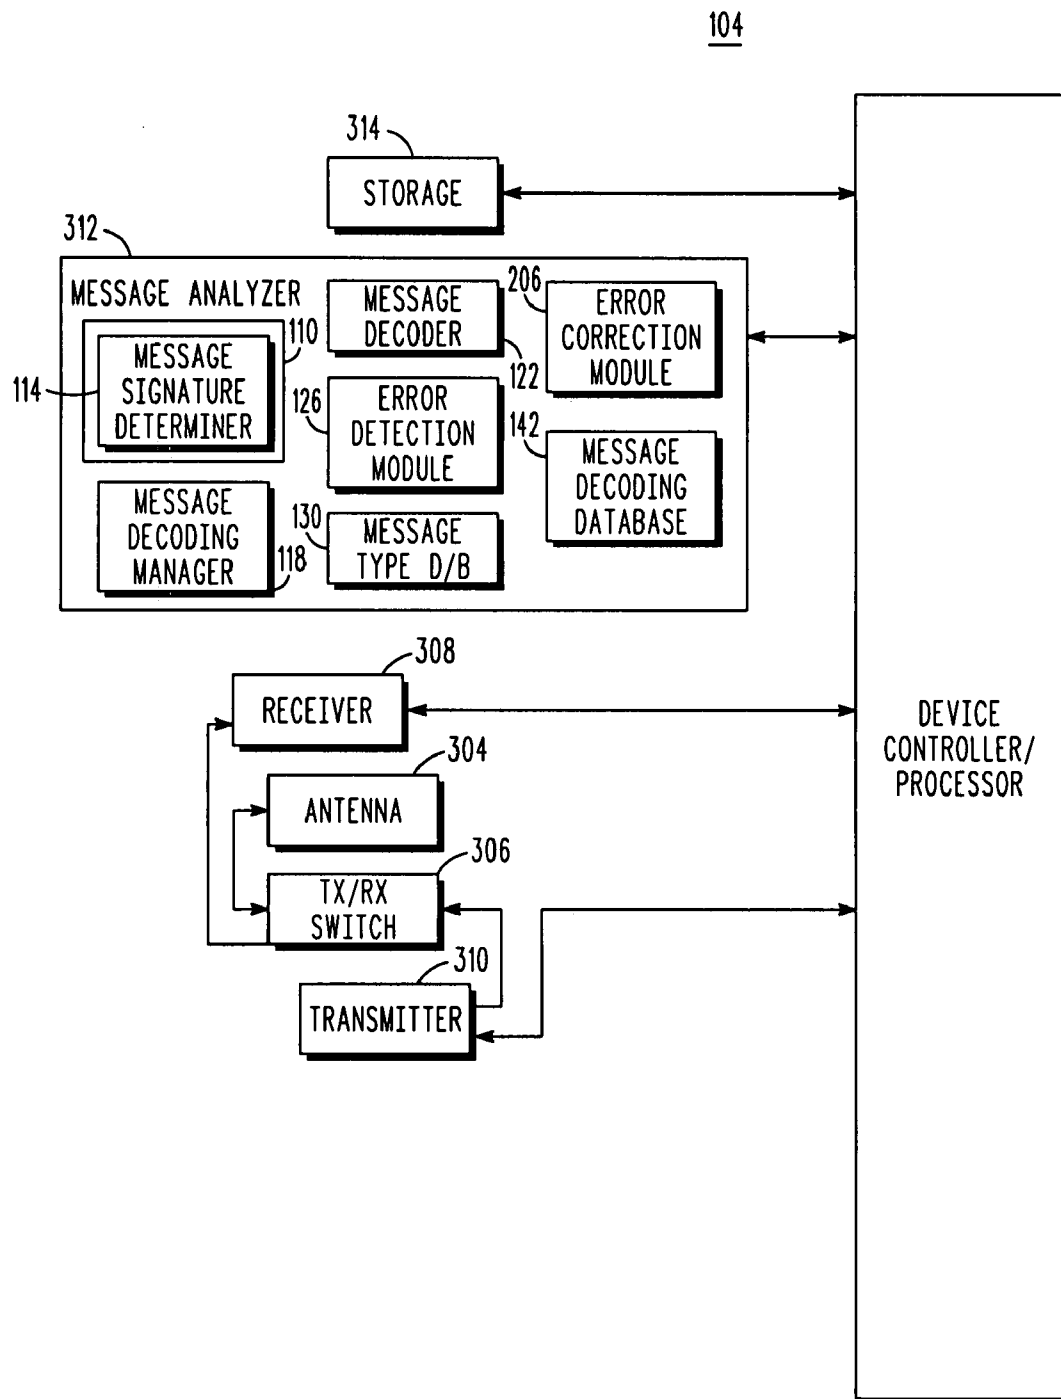 104
314
STORAGE
312
MESSAGE ANALYZER
110
114
MESSAGE
SIGNATURE
DETERMINER
MESSAGE
DECODING
MANAGER
118
MESSAGE
DECODER
122
126
ERROR
DETECTION
MODULE
130
MESSAGE
TYPE D/B
206
ERROR
CORRECTION
MODULE
142
MESSAGE
DECODING
DATABASE
308
RECEIVER
304
ANTENNA
306
TX/RX
SWITCH
310
TRANSMITTER
DEVICE
CONTROLLER/
PROCESSOR